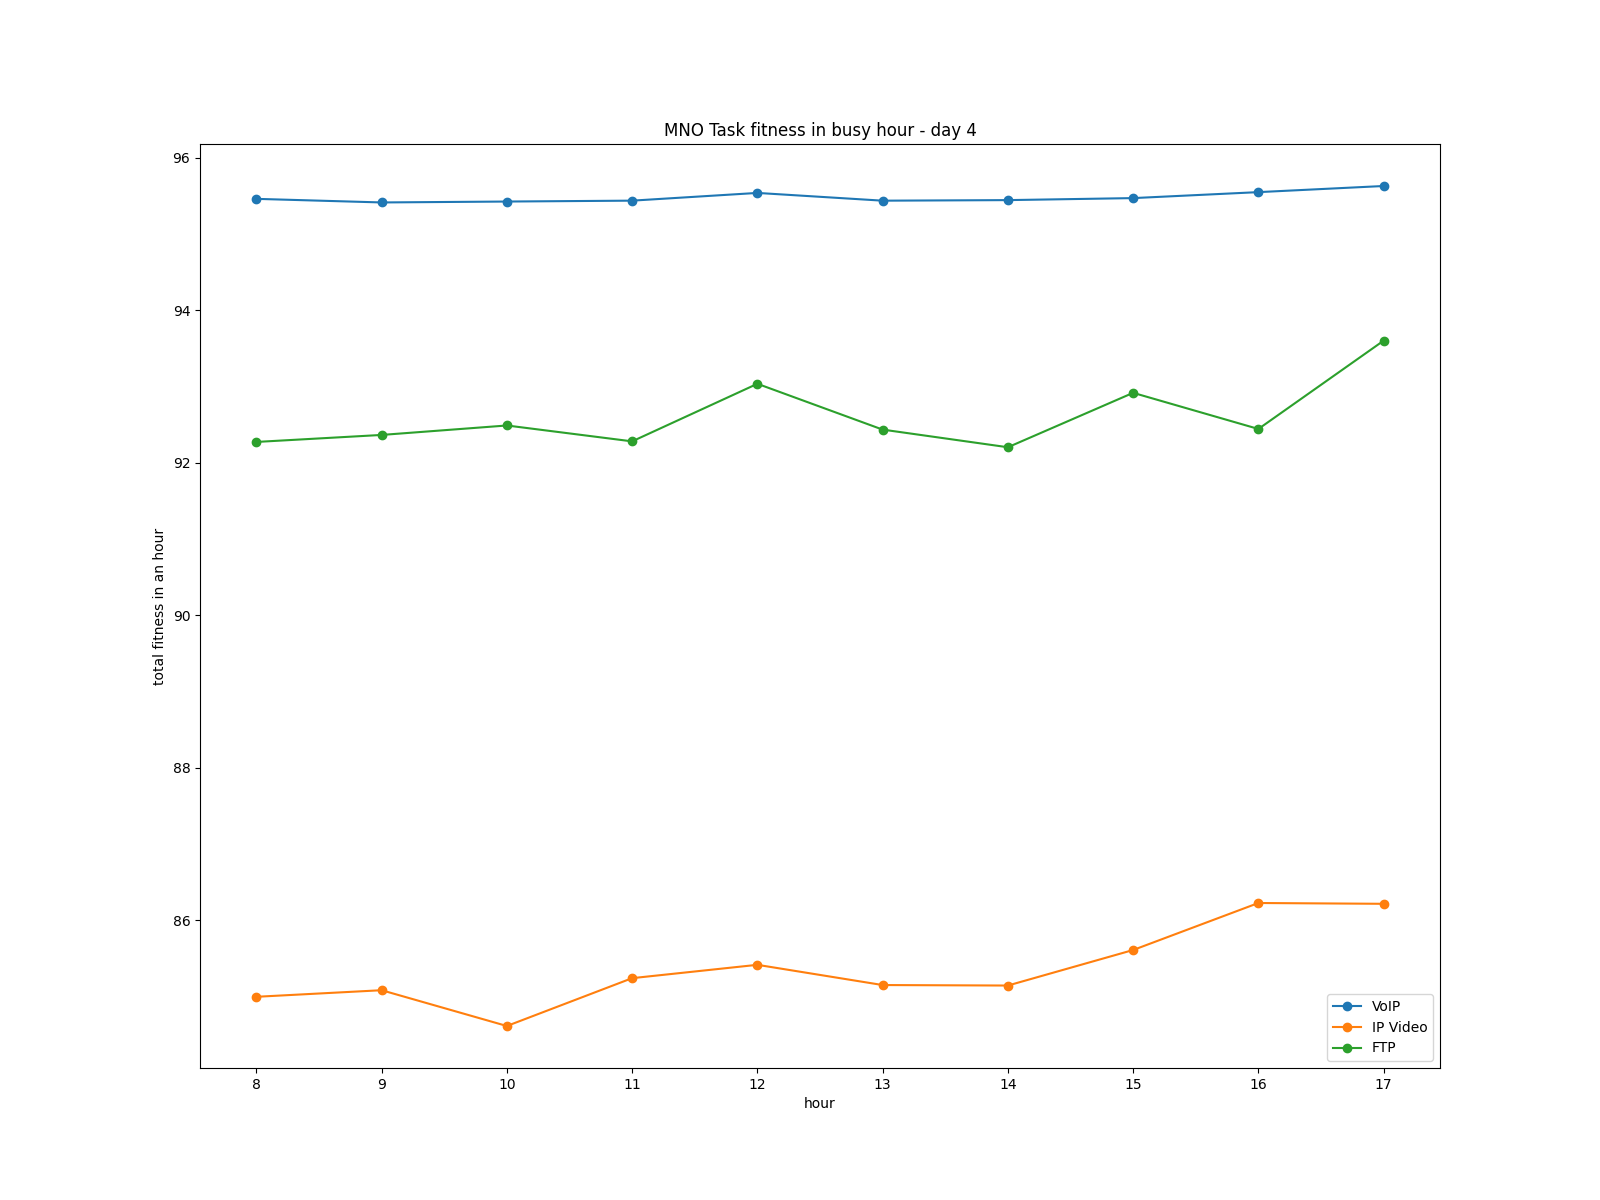 MNO Task fitness in busy hour - day 4
96
94
92
90
88
86
total fitness in an hour
8 9 10 11 12 13 14 15 16 17
hour
VoIP
IP Video
FTP